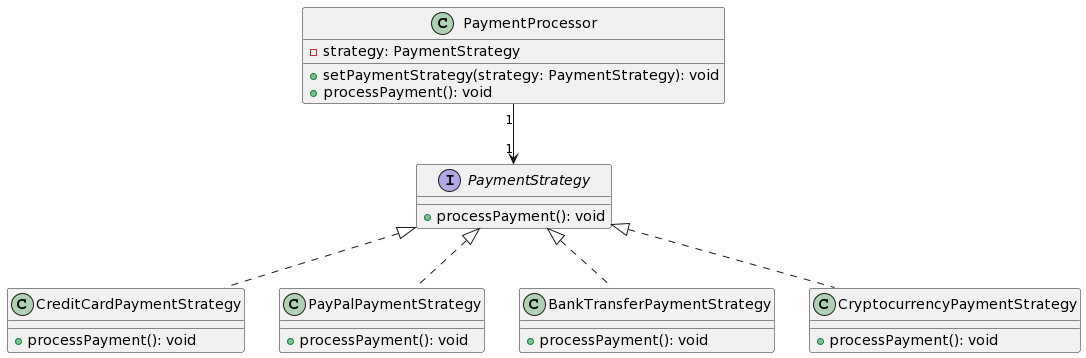 C PaymentProcessor
strategy: PaymentStrategy
setPaymentStrategy(strategy: PaymentStrategy): void
processPayment(): void
1
1
I PaymentStrategy
processPayment(): void
C CreditCardPaymentStrategy
processPayment(): void
C PayPalPaymentStrategy
processPayment(): void
C BankTransferPaymentStrategy
processPayment(): void
C CryptocurrencyPaymentStrategy
processPayment(): void